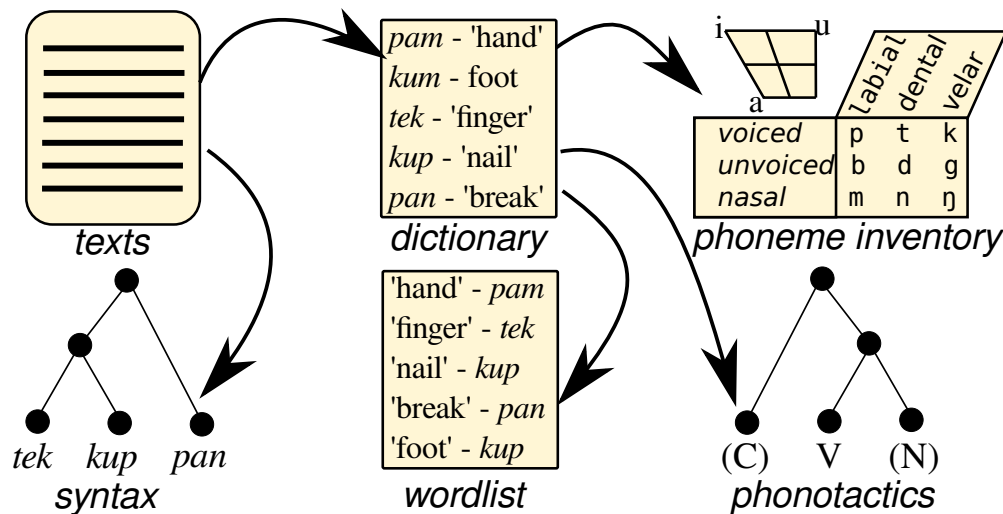 pam - 'hand'
kum - foot
tek - 'finger'
kup - 'nail'
pan - 'break'
dictionary
i u
a
labial dental velar
voiced p t k
unvoiced b d g
nasal m n ŋ
phoneme inventory
texts
tek kup pan
syntax
'hand' - pam
'finger' - tek
'nail' - kup
'break' - pan
'foot' - kup
wordlist
(C) V (N)
phonotactics